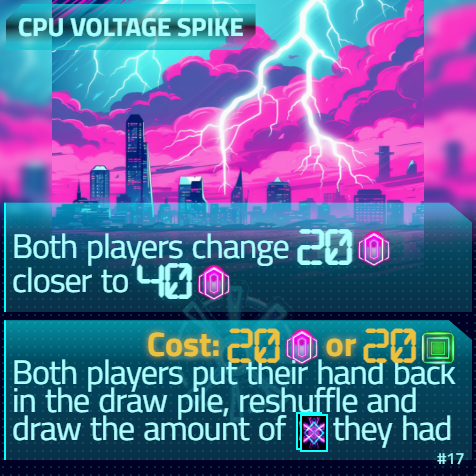 CPU VOLTAGE SPIKE
Both players change 20
closer to 40
Cost: 20 or 20
Both players put their hand back
in the draw pile, reshuffle and
draw the amount of they had
#17